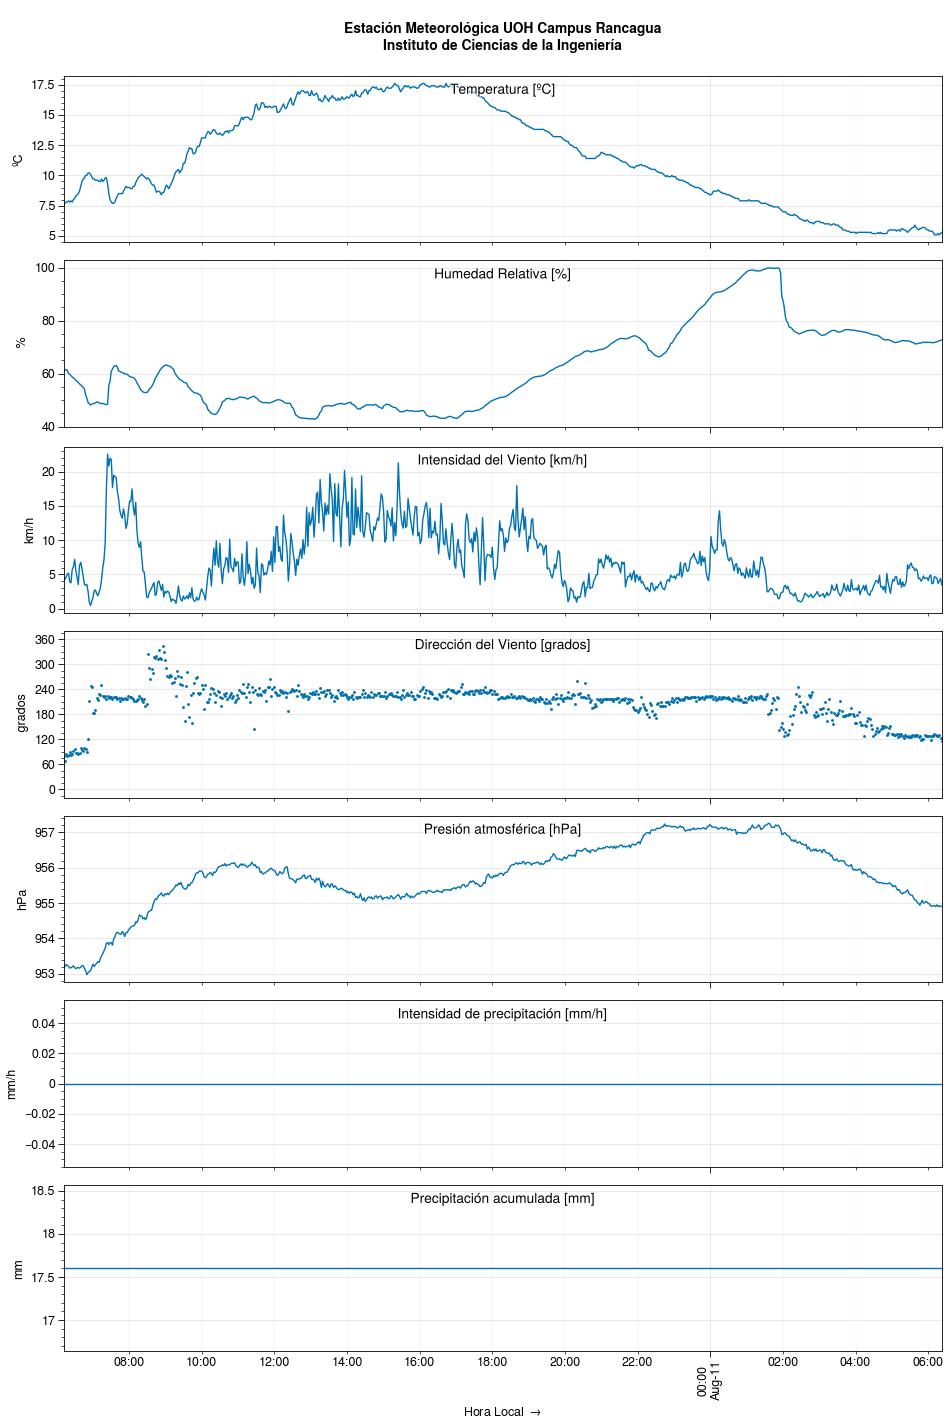 Estación Meteorológica UOH Campus Rancagua
Instituto de Ciencias de la Ingeniería
Temperatura [ºC]
ºC
17.5
15
12.5
10
7.5
5
Humedad Relativa [%]
%
100
80
60
40
Intensidad del Viento [km/h]
km/h
20
15
10
5
0
Dirección del Viento [grados]
grados
360
300
240
180
120
60
0
Presión atmosférica [hPa]
hPa
957
956
955
954
953
Intensidad de precipitación [mm/h]
mm/h
0.04
0.02
0
−0.02
−0.04
Precipitación acumulada [mm]
mm
18.5
18
17.5
17
08:00 10:00 12:00 14:00 16:00 18:00 20:00 22:00 00:00 02:00 04:00 06:00
Aug-11
Hora Local →